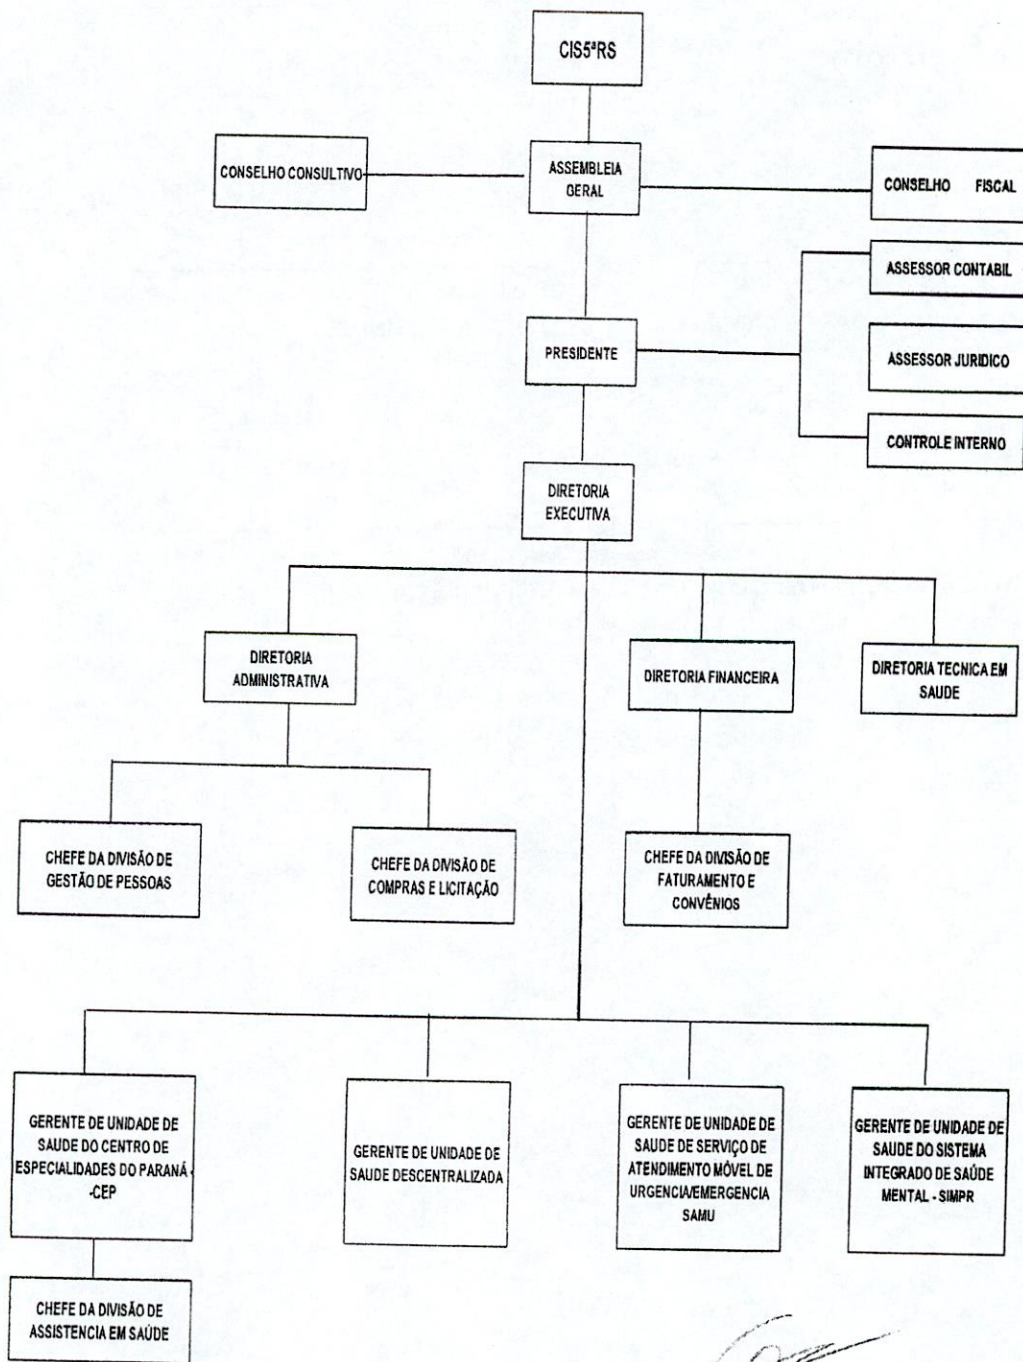 CIS5ªRS
CONSELHO CONSULTIVO
ASSEMBLEIA
GERAL
CONSELHO FISCAL
ASSESSOR CONTABIL
PRESIDENTE
ASSESSOR JURIDICO
CONTROLE INTERNO
DIRETORIA
EXECUTIVA
DIRETORIA
ADMINISTRATIVA
DIRETORIA FINANCEIRA
DIRETORIA TECNICA EM
SAUDE
CHEFE DA DIVISÃO DE
GESTÃO DE PESSOAS
CHEFE DA DIVISÃO DE
COMPRAS E LICITAÇÃO
CHEFE DA DIVISÃO DE
FATURAMENTO E
CONVÊNIOS
GERENTE DE UNIDADE DE
SAUDE DO CENTRO DE
ESPECIALIDADES DO PARANÁ -
-CEP
GERENTE DE UNIDADE DE
SAUDE DESCENTRALIZADA
GERENTE DE UNIDADE DE
SAUDE DE SERVIÇO DE
ATENDIMENTO MÓVEL DE
URGENCIA/EMERGENCIA
SAMU
GERENTE DE UNIDADE DE
SAUDE DO SISTEMA
INTEGRADO DE SAÚDE
MENTAL - SIMPR
CHEFE DA DIVISÃO DE
ASSISTENCIA EM SAÚDE